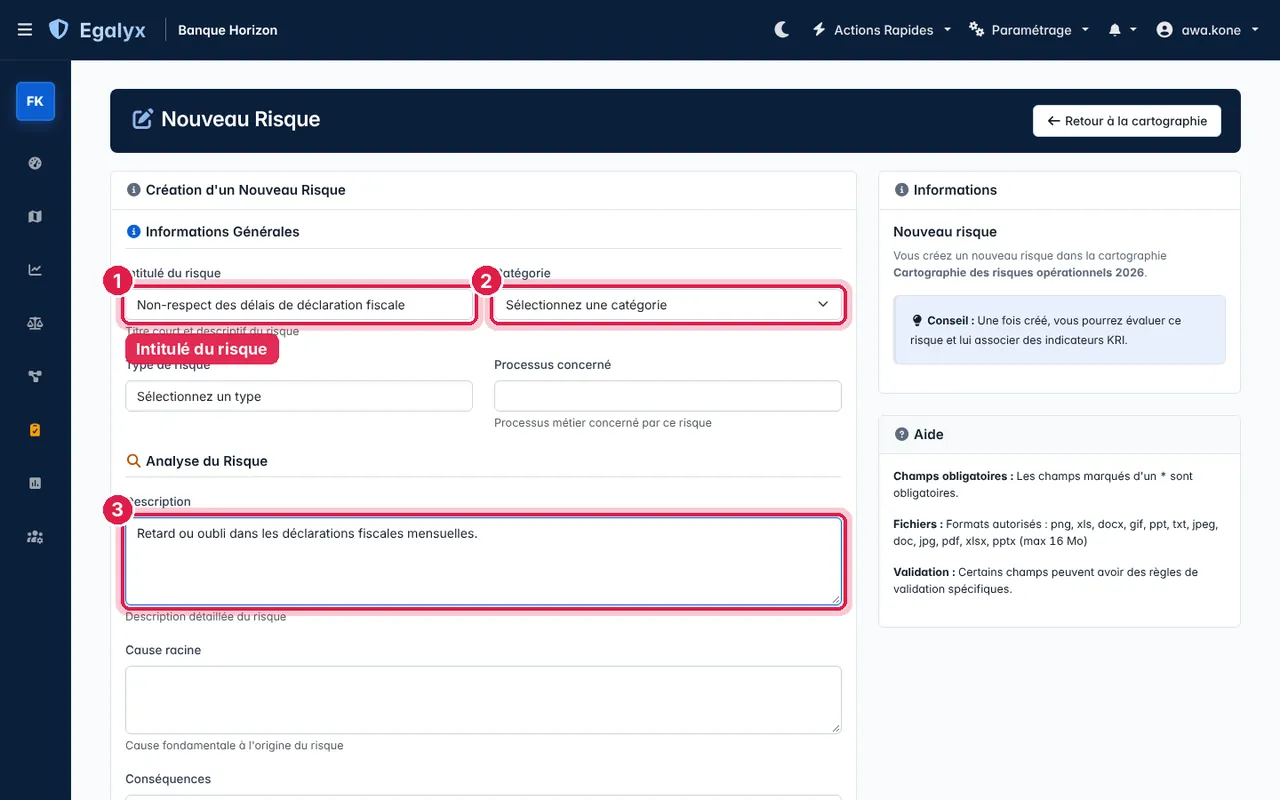 Egalyx
Banque Horizon
Actions Rapides
Paramétrage
awa.kone
FK
Nouveau Risque
← Retour à la cartographie
Création d'un Nouveau Risque
Informations Générales
1
ntitulé du risque
2
atégorie
Non-respect des délais de déclaration fiscale
Sélectionnez une catégorie
Titre court et descriptif du risque
Intitulé du risque
Type de risque
Processus concerné
Sélectionnez un type
Processus métier concerné par ce risque
Analyse du Risque
3
escription
Retard ou oubli dans les déclarations fiscales mensuelles.
Description détaillée du risque
Cause racine
Cause fondamentale à l'origine du risque
Conséquences
Informations
Nouveau risque
Vous créez un nouveau risque dans la cartographie
Cartographie des risques opérationnels 2026.
Conseil : Une fois créé, vous pourrez évaluer ce
risque et lui associer des indicateurs KRI.
Aide
Champs obligatoires : Les champs marqués d'un * sont
obligatoires.
Fichiers : Formats autorisés : png, xls, docx, gif, ppt, txt, jpeg,
doc, jpg, pdf, xlsx, pptx (max 16 Mo)
Validation : Certains champs peuvent avoir des règles de
validation spécifiques.